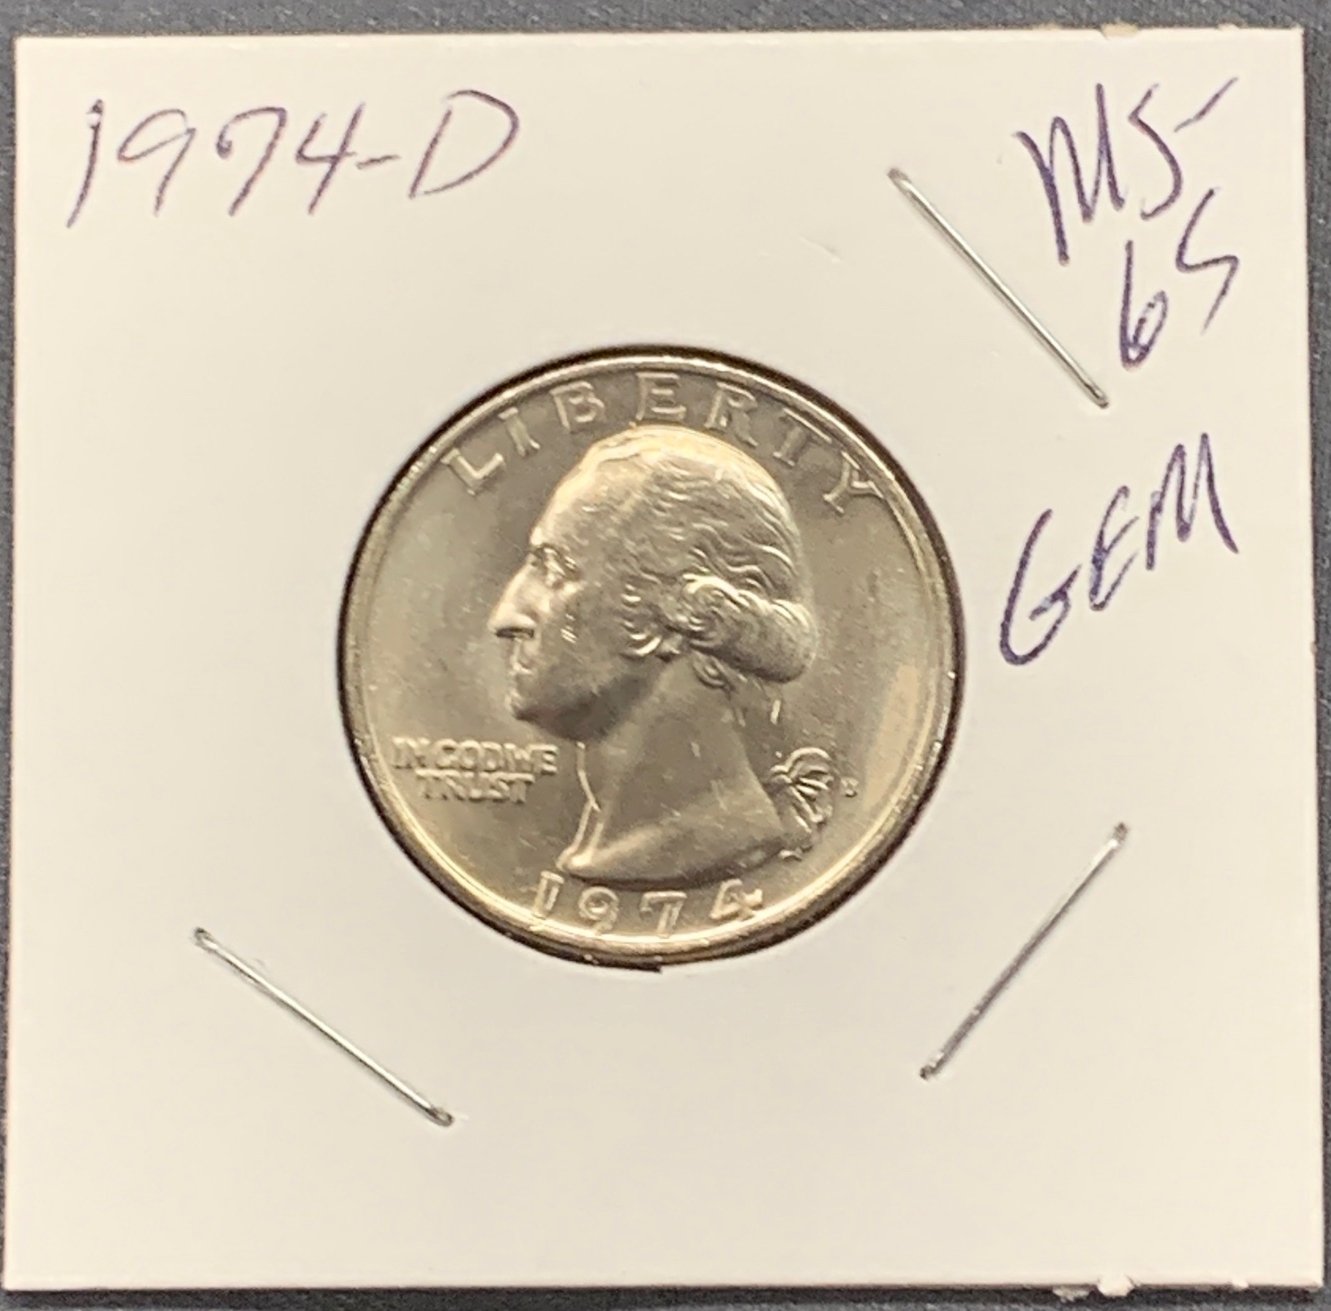 1974-D
MS-
65
GEM
LIBERTY
IN GOD WE
TRUST
D
1974